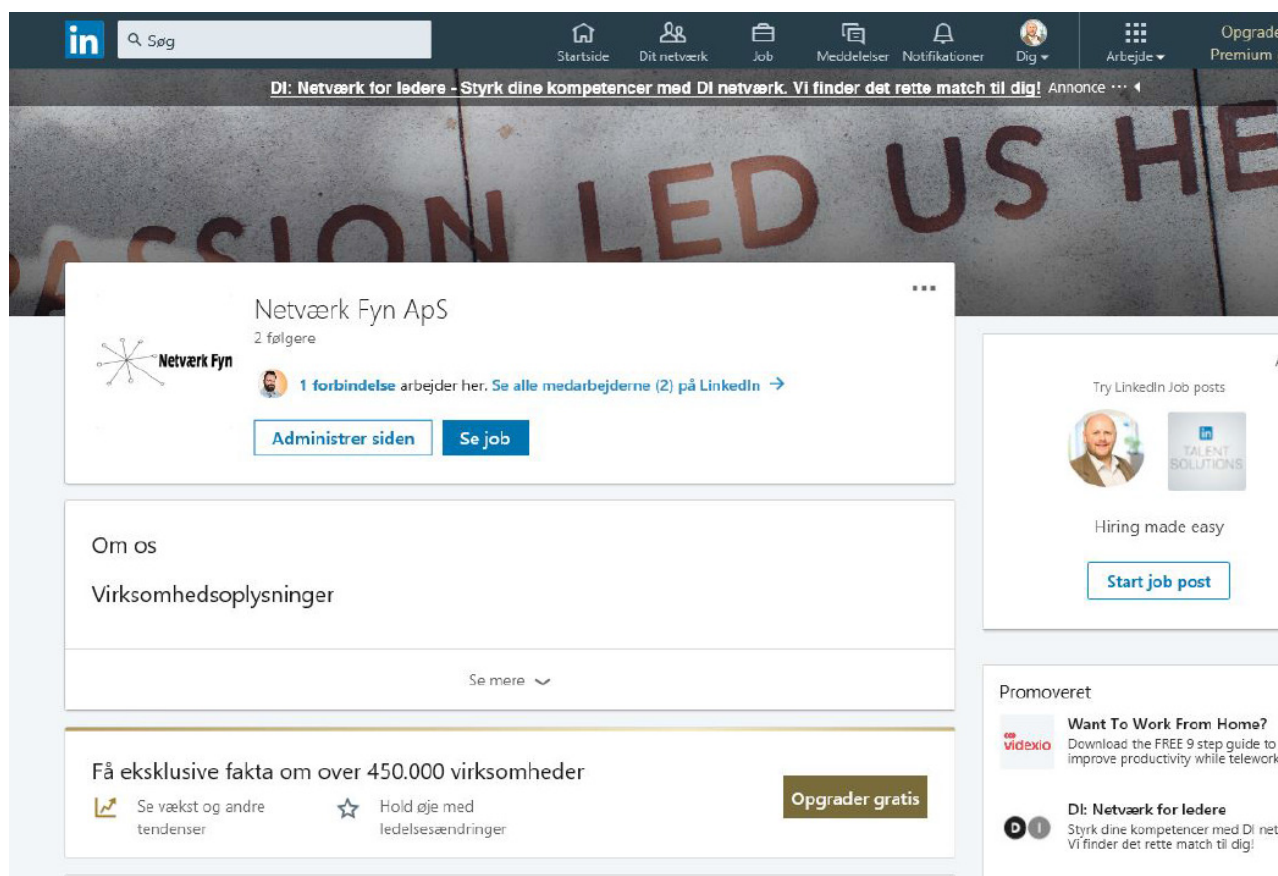 in
Søg
Startside
Dit netværk
Job
Meddelelser
Notifikationer
Dig
Arbejde
Opgrade
Premium
DI: Netværk for ledere - Styrk dine kompetencer med DI netværk. Vi finder det rette match til dig! Annonce ...
PASSION LED US HE
Netværk Fyn
Netværk Fyn ApS
2 følgere
1 forbindelse arbejder her. Se alle medarbejderne (2) på LinkedIn →
Administrer siden
Se job
Om os
Virksomhedsoplysninger
Se mere
Få eksklusive fakta om over 450.000 virksomheder
Se vækst og andre
tendenser
Hold øje med
ledelsesændringer
Opgrader gratis
Try LinkedIn Job posts
in
TALENT
SOLUTIONS
Hiring made easy
Start job post
Promoveret
videxio
Want To Work From Home?
Download the FREE 9 step guide to
improve productivity while telework
D I
DI: Netværk for ledere
Styrk dine kompetencer med DI net
Vi finder det rette match til dig!